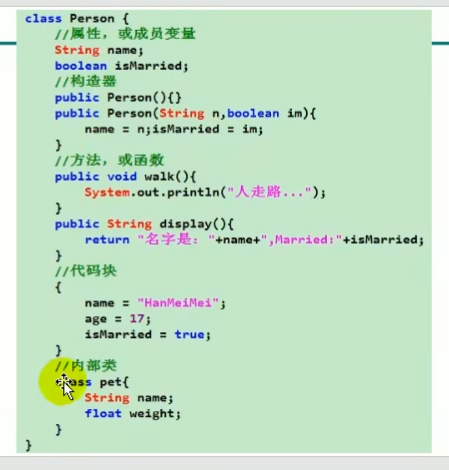 class Person {
//属性，或成员变量
String name;
boolean isMarried;
//构造器
public Person(){}
public Person(String n,boolean im){
name = n;isMarried = im;
}
//方法，或函数
public void walk(){
System.out.println("人走路...");
}
public String display(){
return "名字是："+name+",Married:"+isMarried;
}
//代码块
{
name = "HanMeiMei";
age = 17;
isMarried = true;
}
//内部类
class pet{
String name;
float weight;
}
}